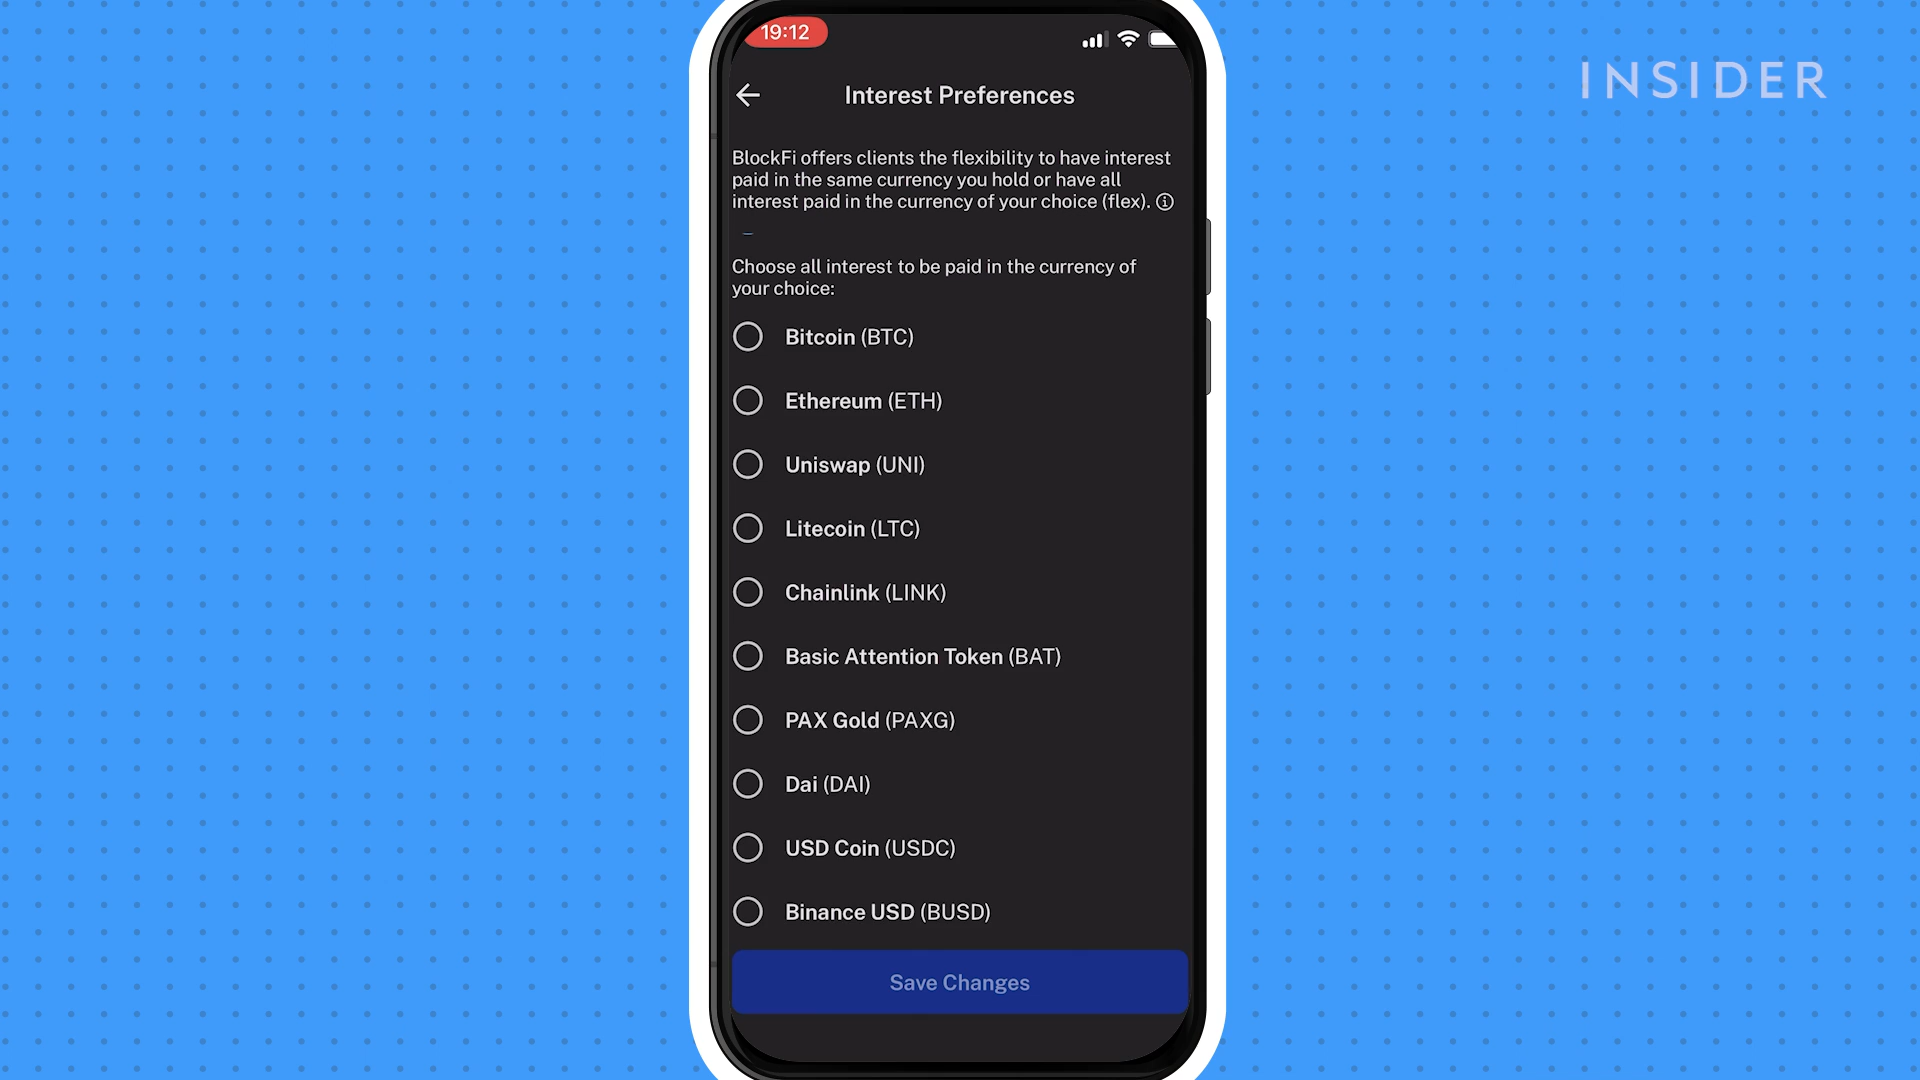 19:12
INSIDER
Interest Preferences
BlockFi offers clients the flexibility to have interest
paid in the same currency you hold or have all
interest paid in the currency of your choice (flex).
Choose all interest to be paid in the currency of
your choice:
Bitcoin (BTC)
Ethereum (ETH)
Uniswap (UNI)
Litecoin (LTC)
Chainlink (LINK)
Basic Attention Token (BAT)
PAX Gold (PAXG)
Dai (DAI)
USD Coin (USDC)
Binance USD (BUSD)
Save Changes